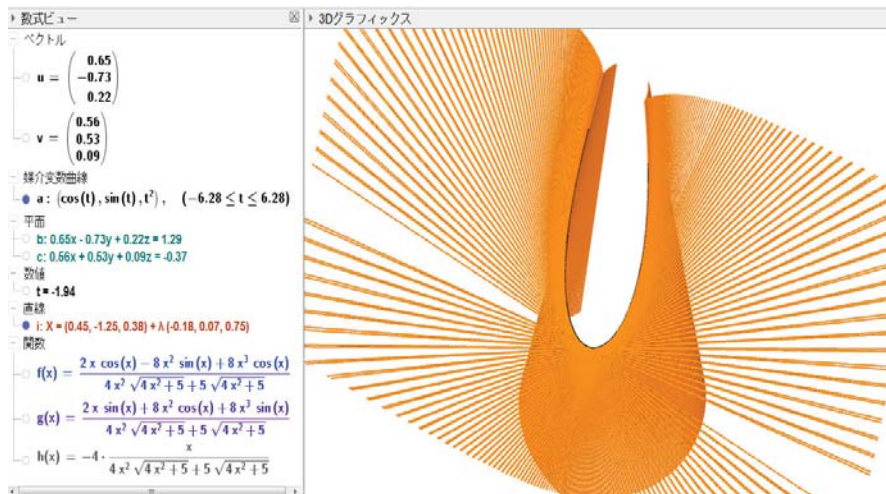 数式ビュー
3Dグラフィックス
ベクトル
u = (0.65 -0.73 0.22)
v = (0.56 0.53 0.09)
媒介変数曲線
a : (cos(t), sin(t), t²), (-6.28 ≤ t ≤ 6.28)
平面
b: 0.65x - 0.73y + 0.22z = 1.29
c: 0.56x + 0.53y + 0.09z = -0.37
数値
t = -1.94
直線
i: X = (0.45, -1.25, 0.38) + λ (-0.18, 0.07, 0.75)
関数
f(x) = (2 x cos(x) - 8 x² sin(x) + 8 x³ cos(x)) / (4 x² √(4 x² + 5) + 5 √(4 x² + 5))
g(x) = (2 x sin(x) + 8 x² cos(x) + 8 x³ sin(x)) / (4 x² √(4 x² + 5) + 5 √(4 x² + 5))
h(x) = -4 · x / (4 x² √(4 x² + 5) + 5 √(4 x² + 5))